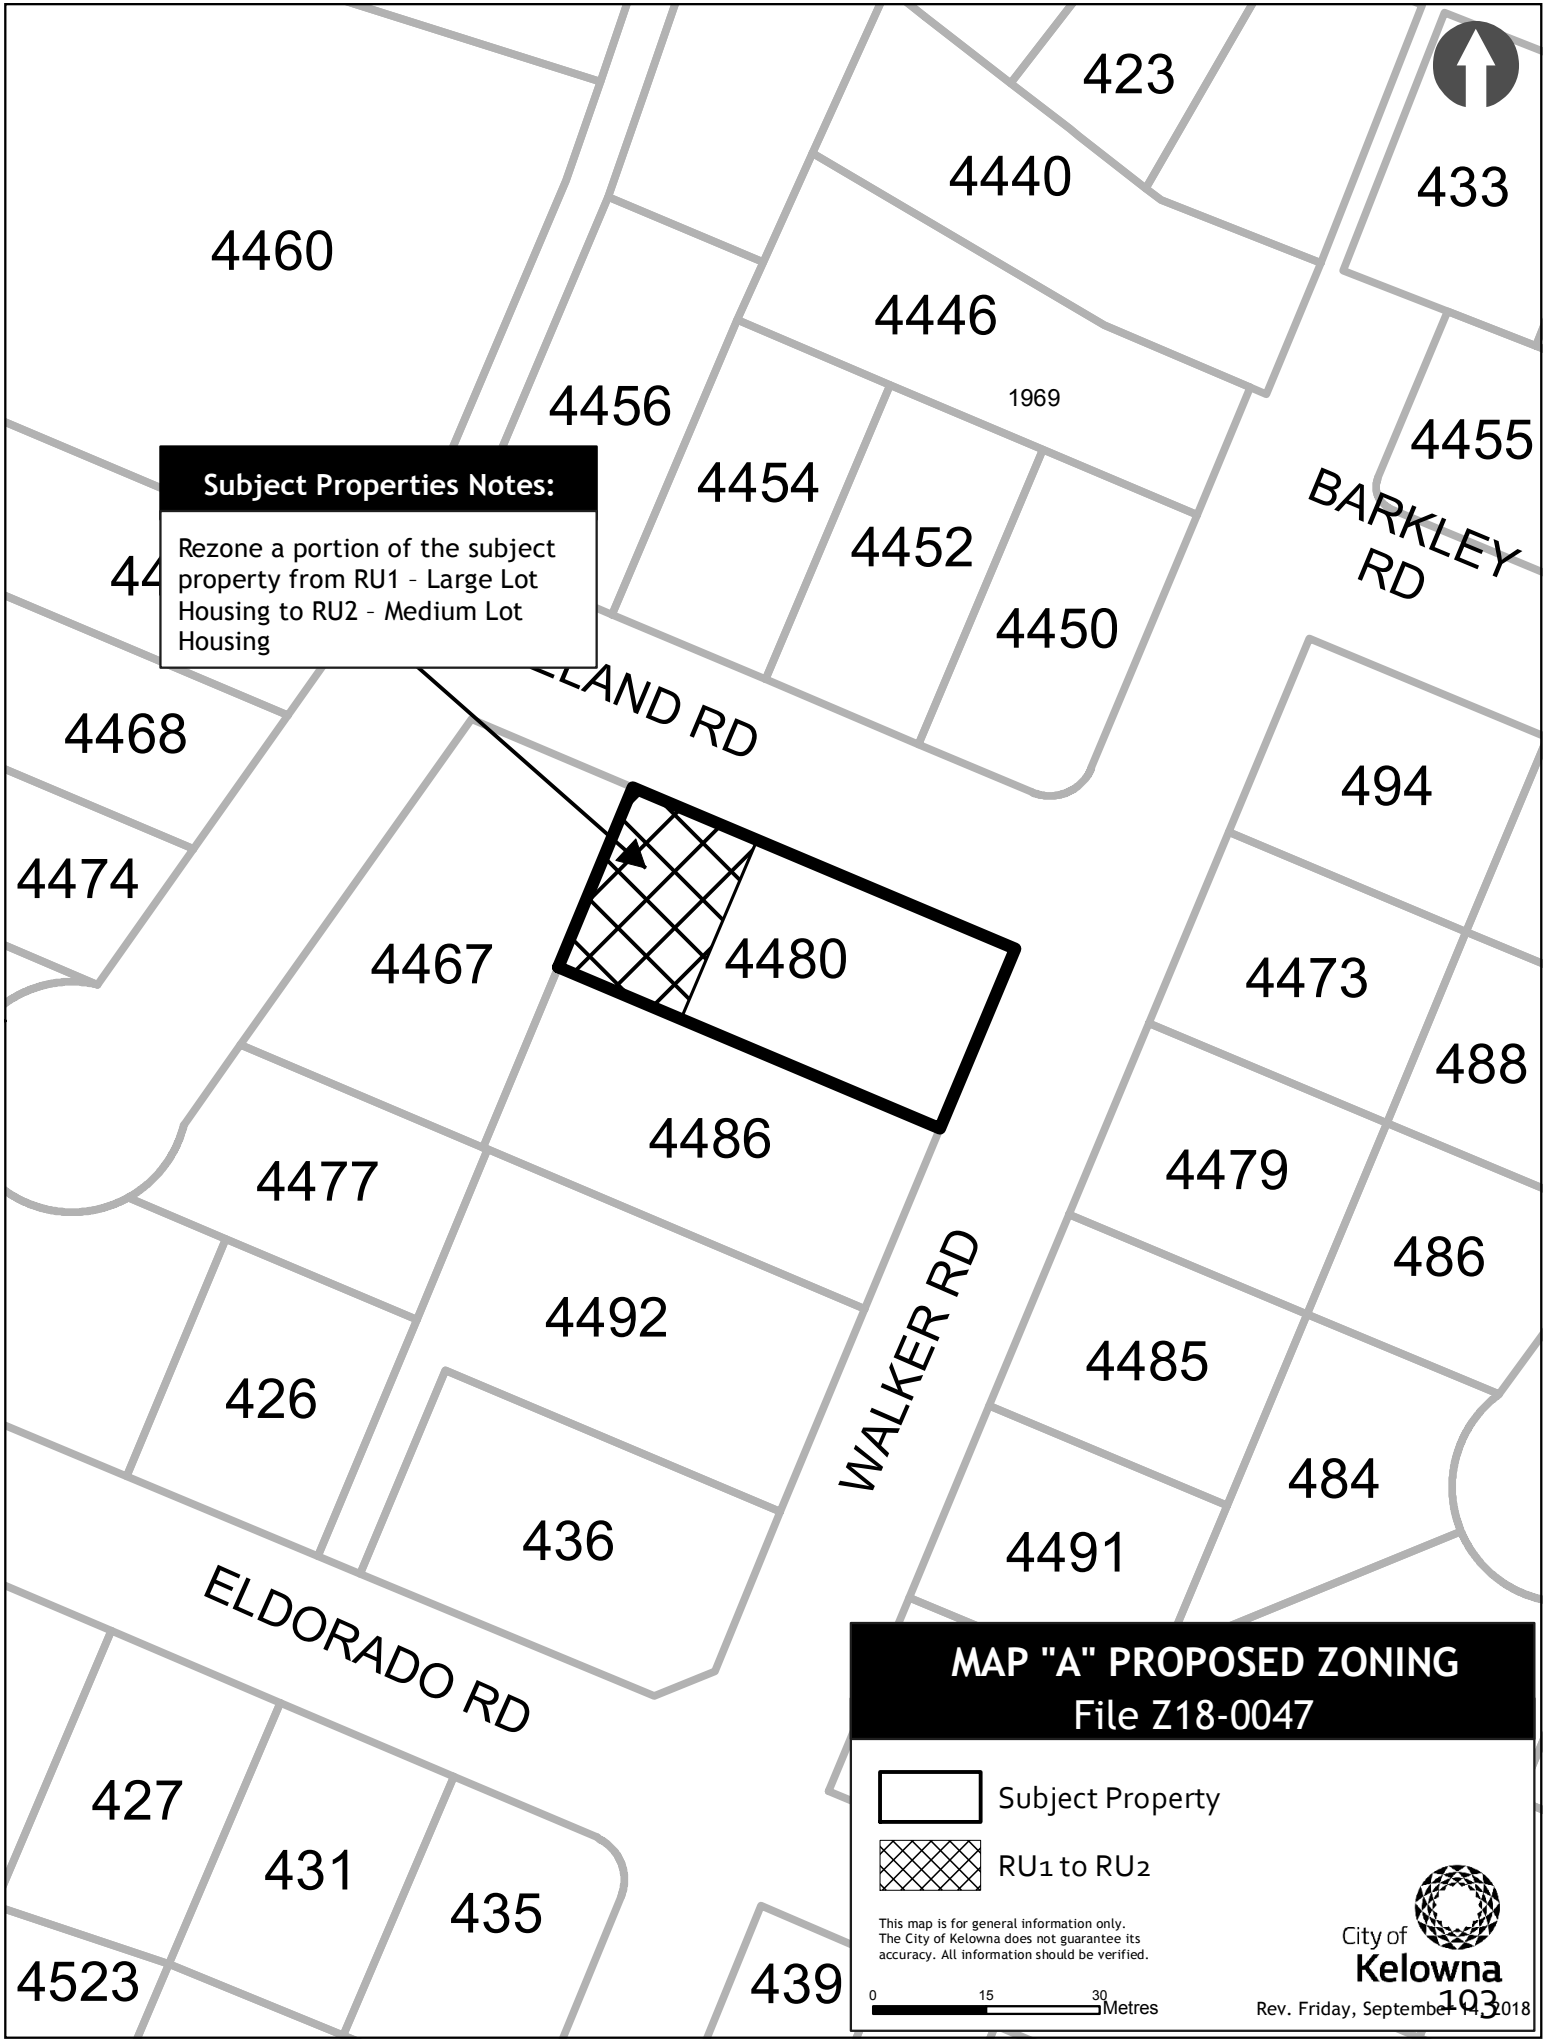 423
4440
433
4460
4446
1969
4456
4455
4454
BARKLEY
RD
4452
Subject Properties Notes:
Rezone a portion of the subject
property from RU1 – Large Lot
Housing to RU2 – Medium Lot
Housing
44
4450
LAND RD
4468
494
4474
4467
4480
4473
488
4486
4479
4477
486
WALKER RD
4492
4485
426
484
436
4491
ELDORADO RD
427
431
435
4523
439
MAP "A" PROPOSED ZONING
File Z18-0047
Subject Property
RU1 to RU2
This map is for general information only.
The City of Kelowna does not guarantee its
accuracy. All information should be verified.
City of
Kelowna
0 15 30
Metres
103
Rev. Friday, September 14, 2018